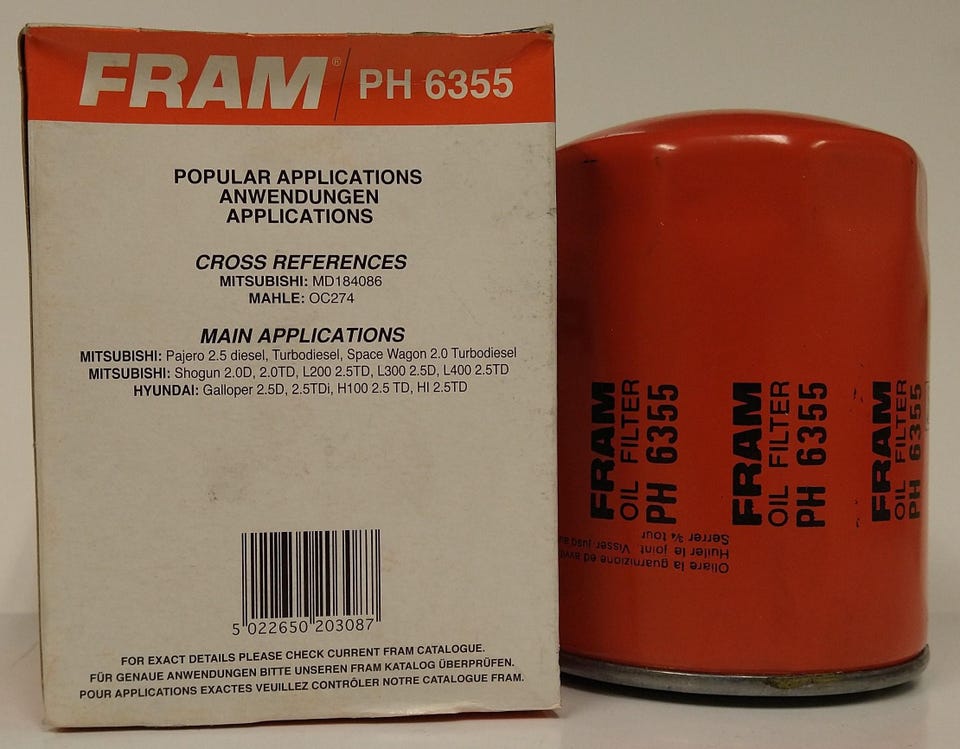 FRAM® PH 6355
POPULAR APPLICATIONS
ANWENDUNGEN
APPLICATIONS
CROSS REFERENCES
MITSUBISHI: MD184086
MAHLE: OC274
MAIN APPLICATIONS
MITSUBISHI: Pajero 2.5 diesel, Turbodiesel, Space Wagon 2.0 Turbodiesel
MITSUBISHI: Shogun 2.0D, 2.0TD, L200 2.5TD, L300 2.5D, L400 2.5TD
HYUNDAI: Galloper 2.5D, 2.5TDi, H100 2.5 TD, HI 2.5TD
5 022650 203087
FOR EXACT DETAILS PLEASE CHECK CURRENT FRAM CATALOGUE.
FÜR GENAUE ANWENDUNGEN BITTE UNSEREN FRAM KATALOG ÜBERPRÜFEN.
POUR APPLICATIONS EXACTES VEUILLEZ CONTRÔLER NOTRE CATALOGUE FRAM.
FRAM
OIL FILTER
PH 6355
FRAM
OIL FILTER
PH 6355
FRAM
OIL FILTER
PH 6355
Oliare la guarnizione ed
Huiler le joint Visser
Serrer ¾ tour